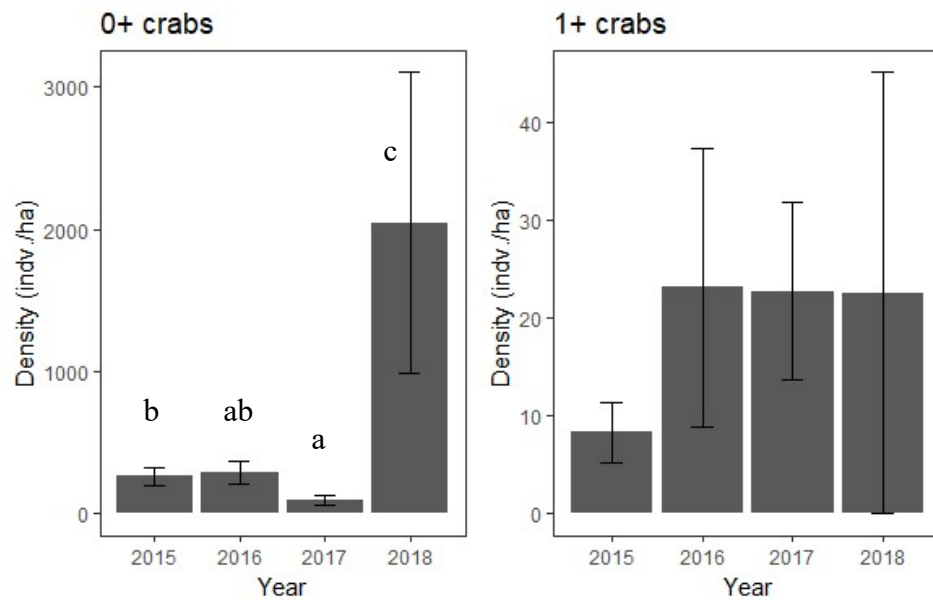 0+ crabs
Density (indv./ha)
3000
2000
1000
0
b
ab
a
c
2015 2016 2017 2018
Year
1+ crabs
Density (indv./ha)
40
30
20
10
0
2015 2016 2017 2018
Year